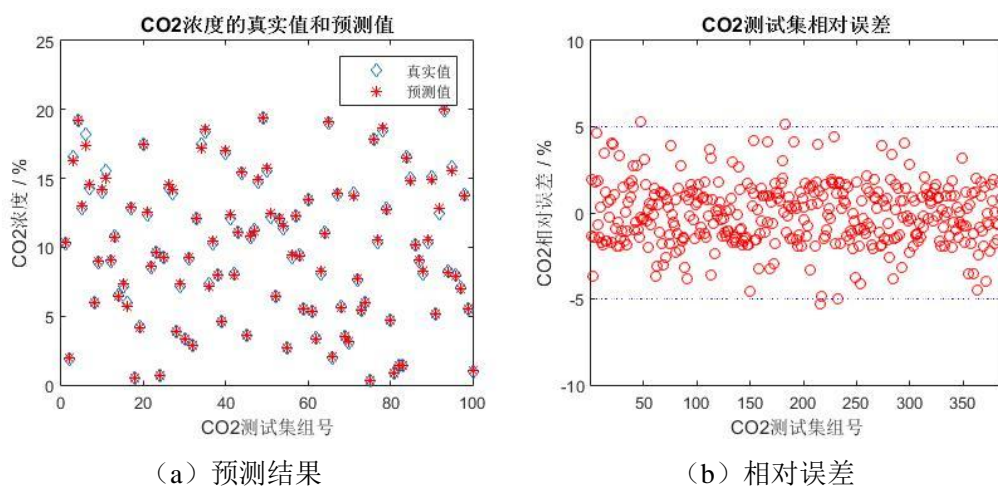 CO2浓度的真实值和预测值
25
20
15
10
5
0
CO2浓度 / %
真实值
预测值
0 20 40 60 80 100
CO2测试集组号
（a）预测结果
CO2测试集相对误差
10
5
0
-5
-10
CO2相对误差 / %
50 100 150 200 250 300 350
CO2测试集组号
（b）相对误差